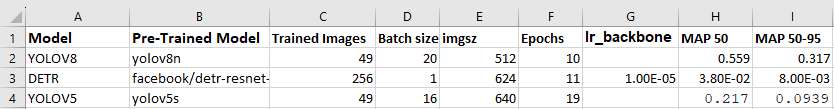 A B C D E F G H I
1 Model Pre-Trained Model Trained Images Batch size imgsz Epochs lr_backbone MAP 50 MAP 50-95
2 YOLOV8 yolov8n 49 20 512 10 0.559 0.317
3 DETR facebook/detr-resnet- 256 1 624 11 1.00E-05 3.80E-02 8.00E-03
4 YOLOV5 yolov5s 49 16 640 19 0.217 0.0939